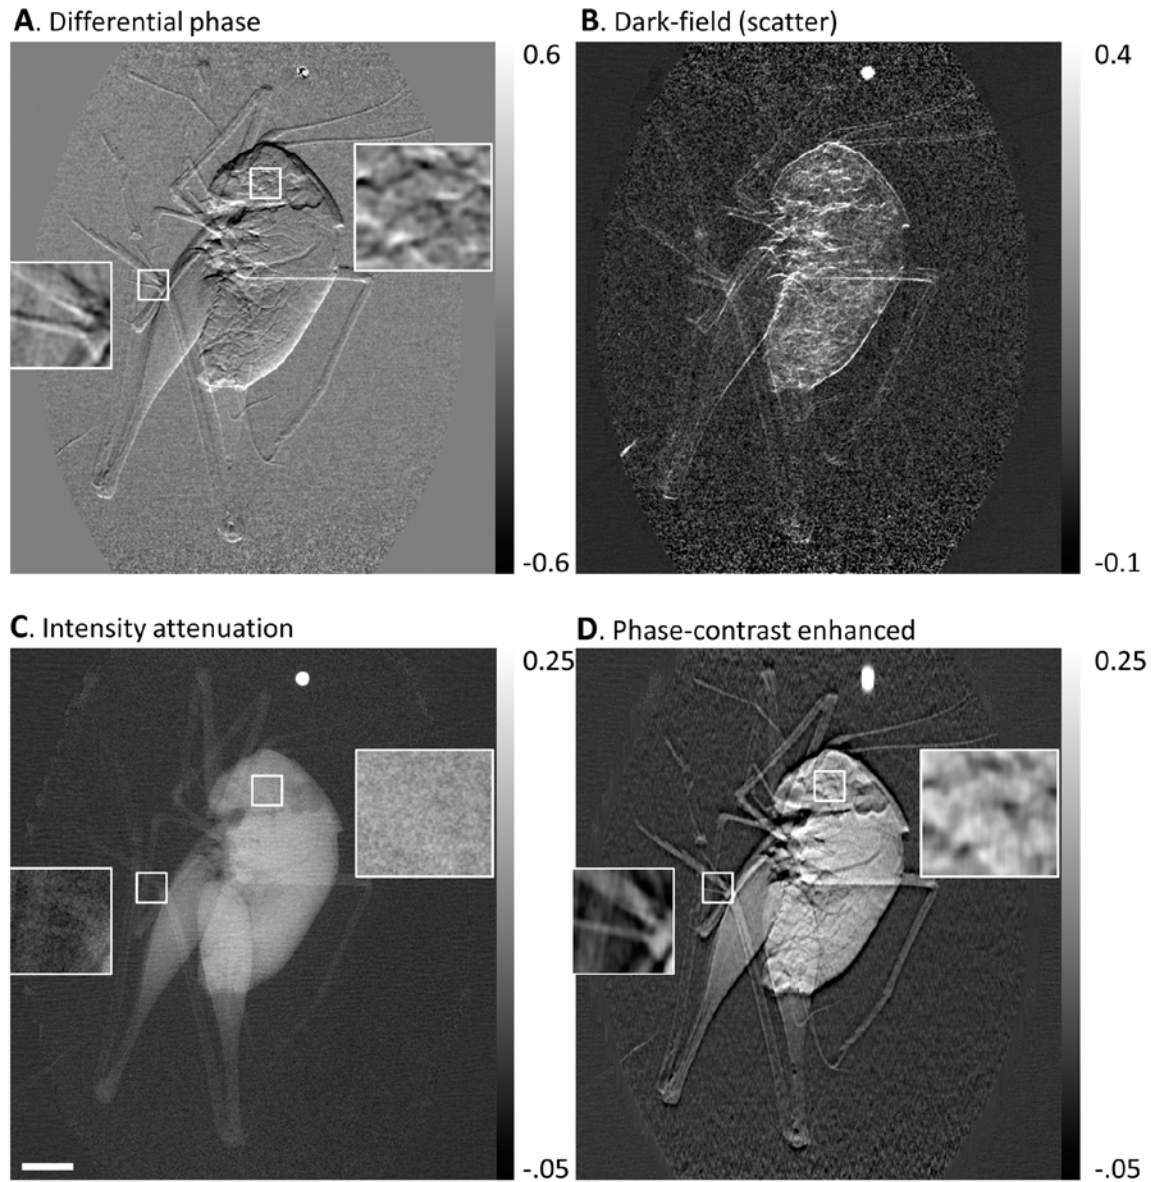 A. Differential phase
B. Dark-field (scatter)
0.6
0.4
-0.6
-0.1
C. Intensity attenuation
D. Phase-contrast enhanced
0.25
0.25
-.05
-.05